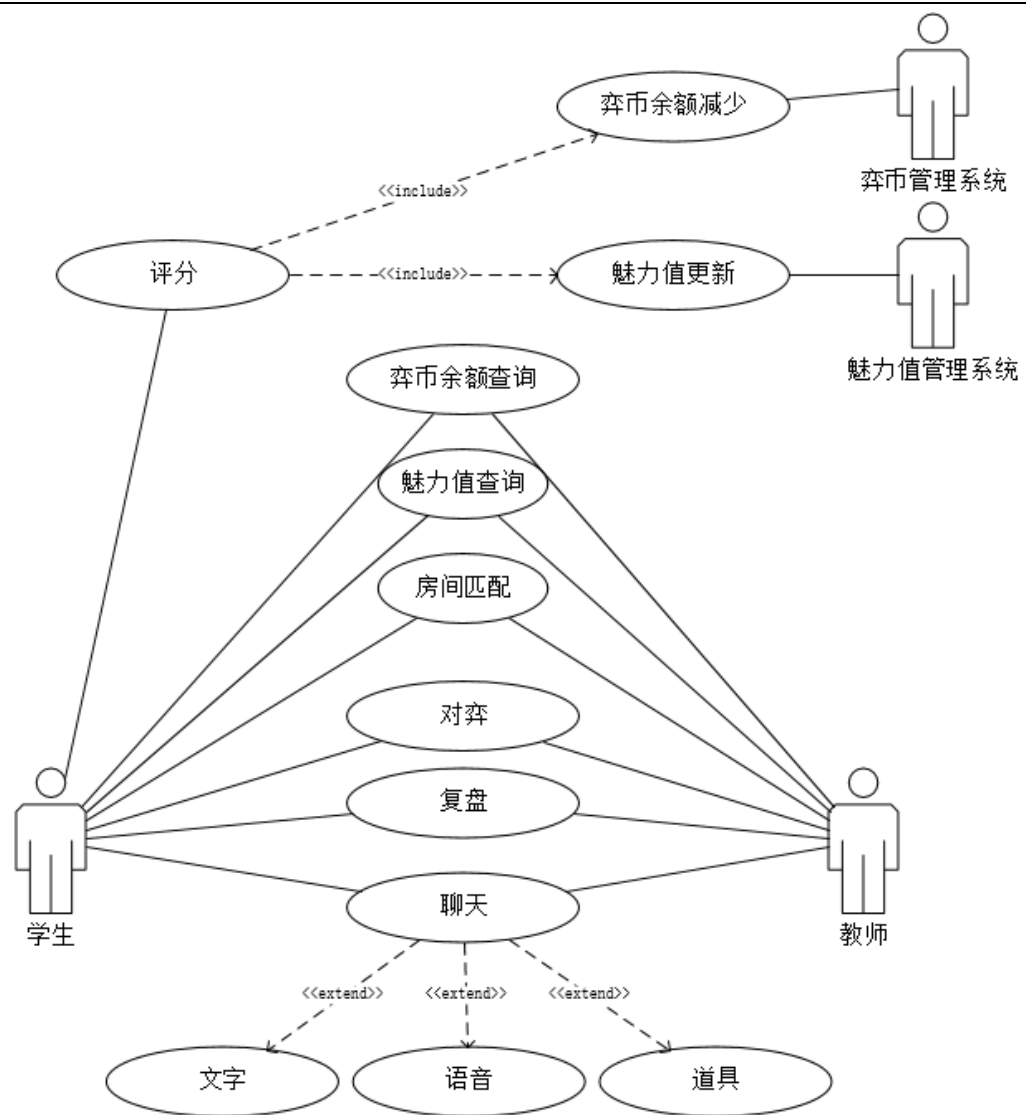 弈币余额减少
弈币管理系统
<<include>>
评分
<<include>>
魅力值更新
魅力值管理系统
弈币余额查询
魅力值查询
房间匹配
对弈
复盘
聊天
学生
教师
<<extend>>
<<extend>>
<<extend>>
文字
语音
道具